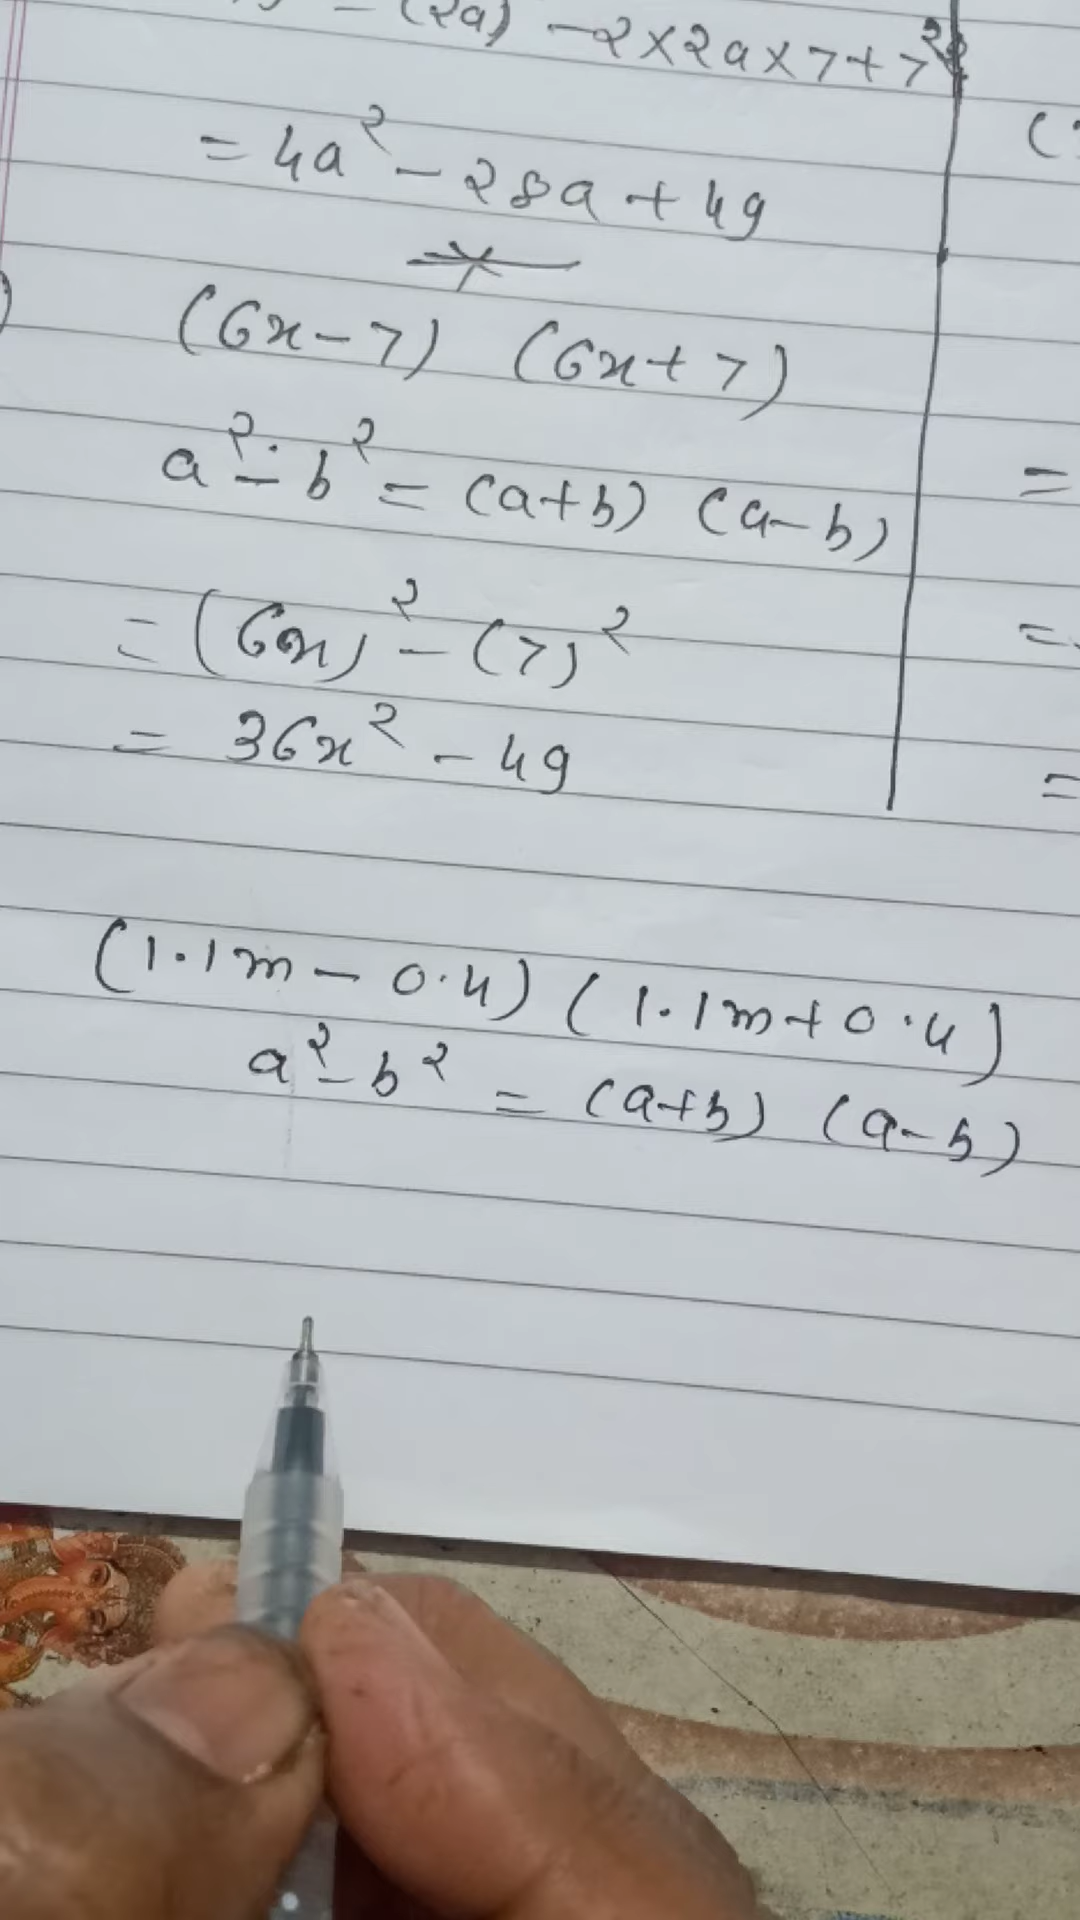 - (2a) - 2×2a×7+7²
= 4a² - 28a + 49
(6x-7) (6x+7)
a² - b² = (a+b) (a-b)
= (6x)² - (7)²
= 36x² - 49
(1.1m - 0.4) (1.1m+0.4)
a² - b² = (a+b) (a-b)
(
=
=
=